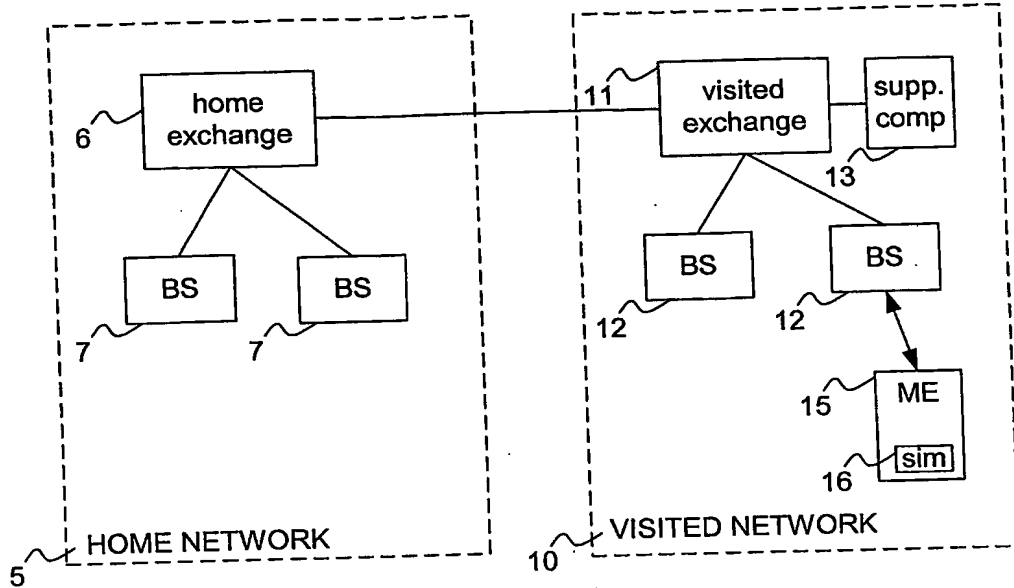 home
exchange
6
BS
7
BS
7
HOME NETWORK
5
visited
exchange
11
supp.
comp
13
BS
12
BS
12
ME
15
sim
16
VISITED NETWORK
10